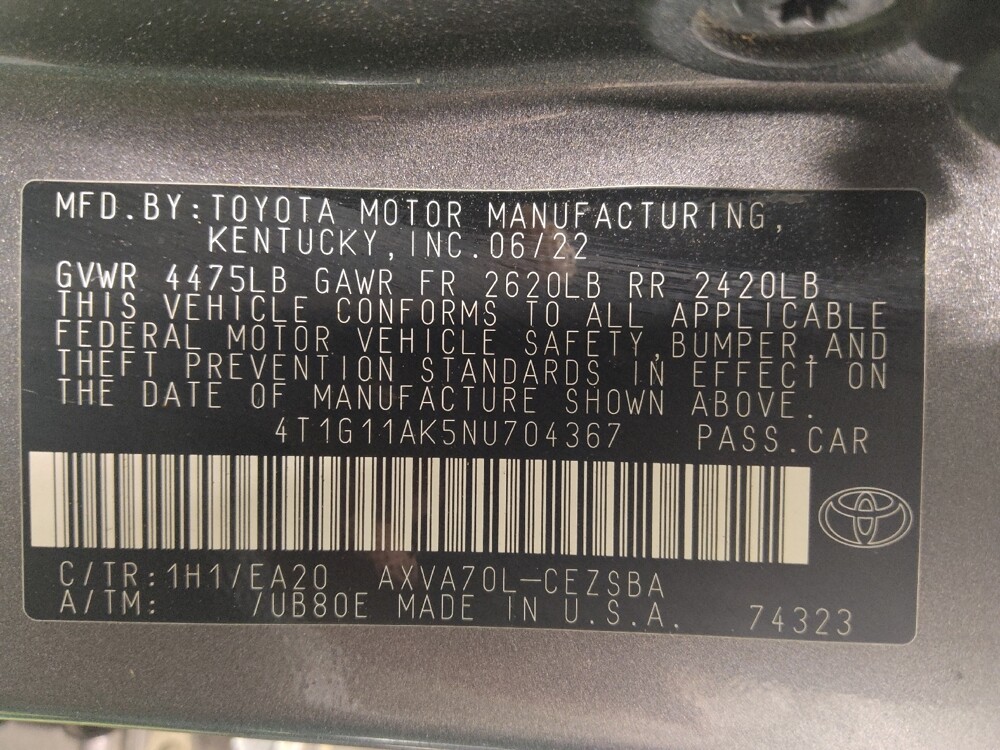 MFD.BY:TOYOTA MOTOR MANUFACTURING,
KENTUCKY,INC.06/22
GVWR 4475LB GAWR FR 2620LB RR 2420LB
THIS VEHICLE CONFORMS TO ALL APPLICABLE
FEDERAL MOTOR VEHICLE SAFETY,BUMPER,AND
THEFT PREVENTION STANDARDS IN EFFECT ON
THE DATE OF MANUFACTURE SHOWN ABOVE.
4T1G11AK5NU704367 PASS.CAR
C/TR:1H1/EA20 AXVA70L-CEZSBA
A/TM: /UB80E MADE IN U.S.A. 74323